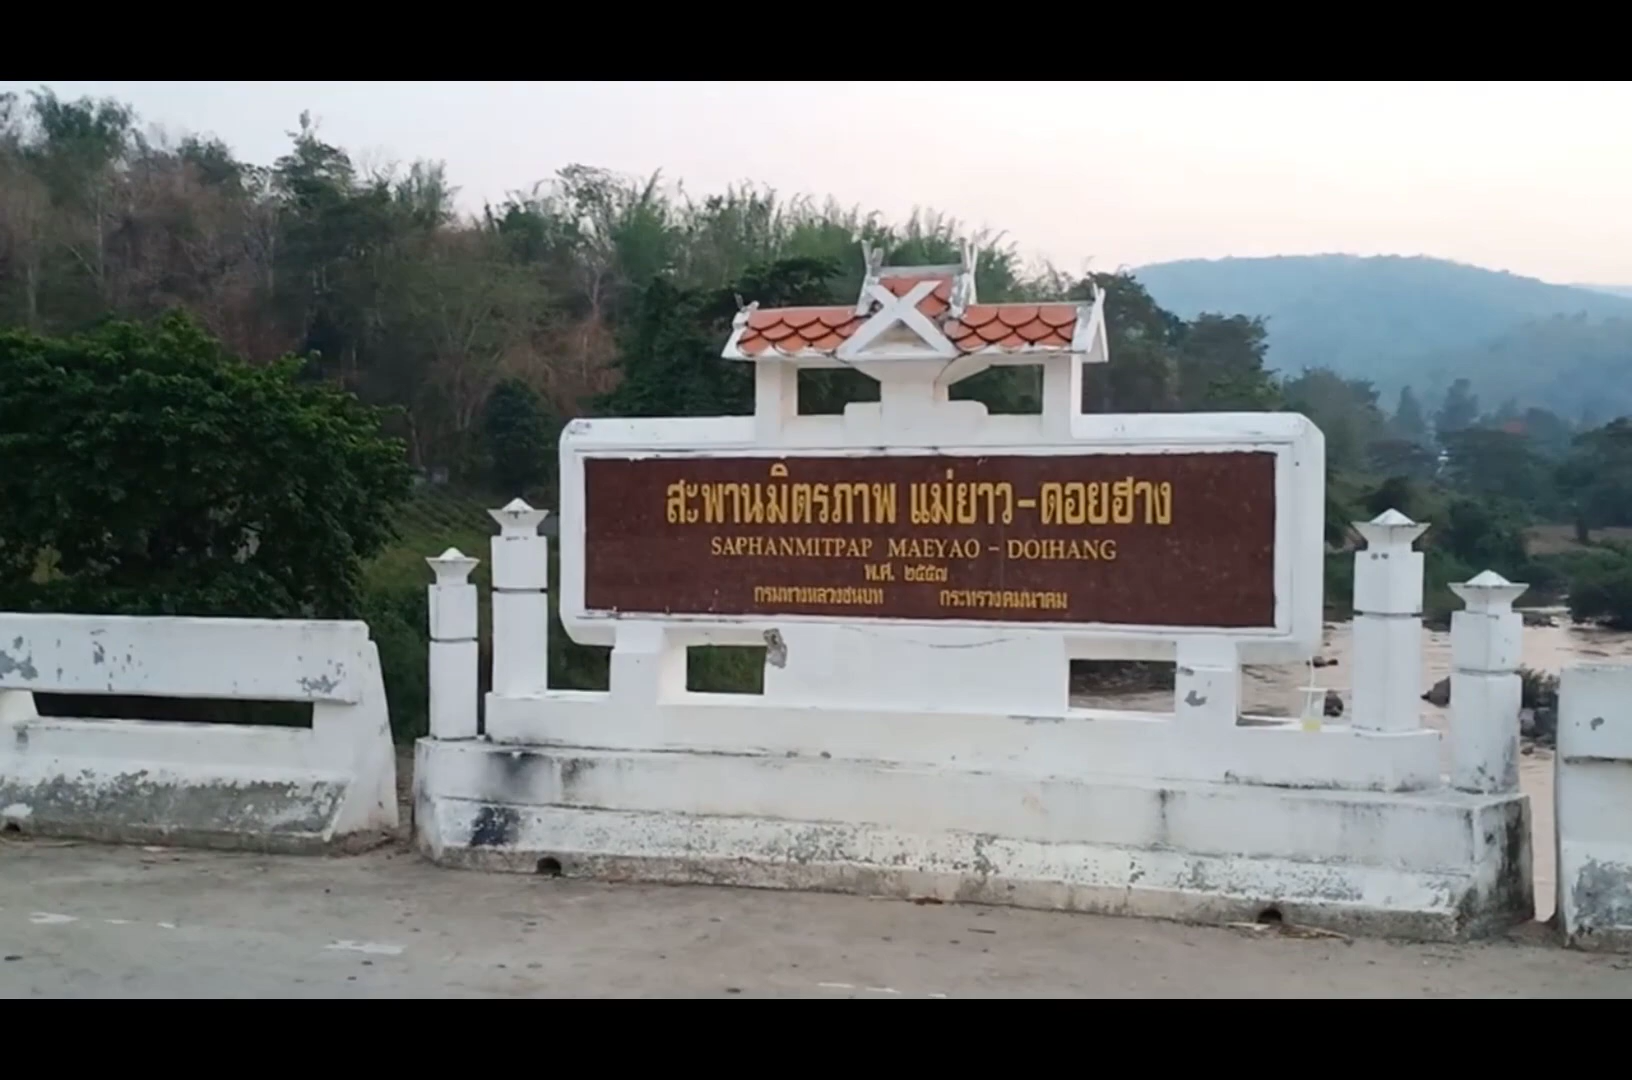 สะพานมิตรภาพ แม่ยาว-ดอยฮาง
SAPHANMITPAP MAEYAO - DOIHANG
พ.ศ. ๒๕๕๗
กรมทางหลวงชนบท กระทรวงคมนาคม